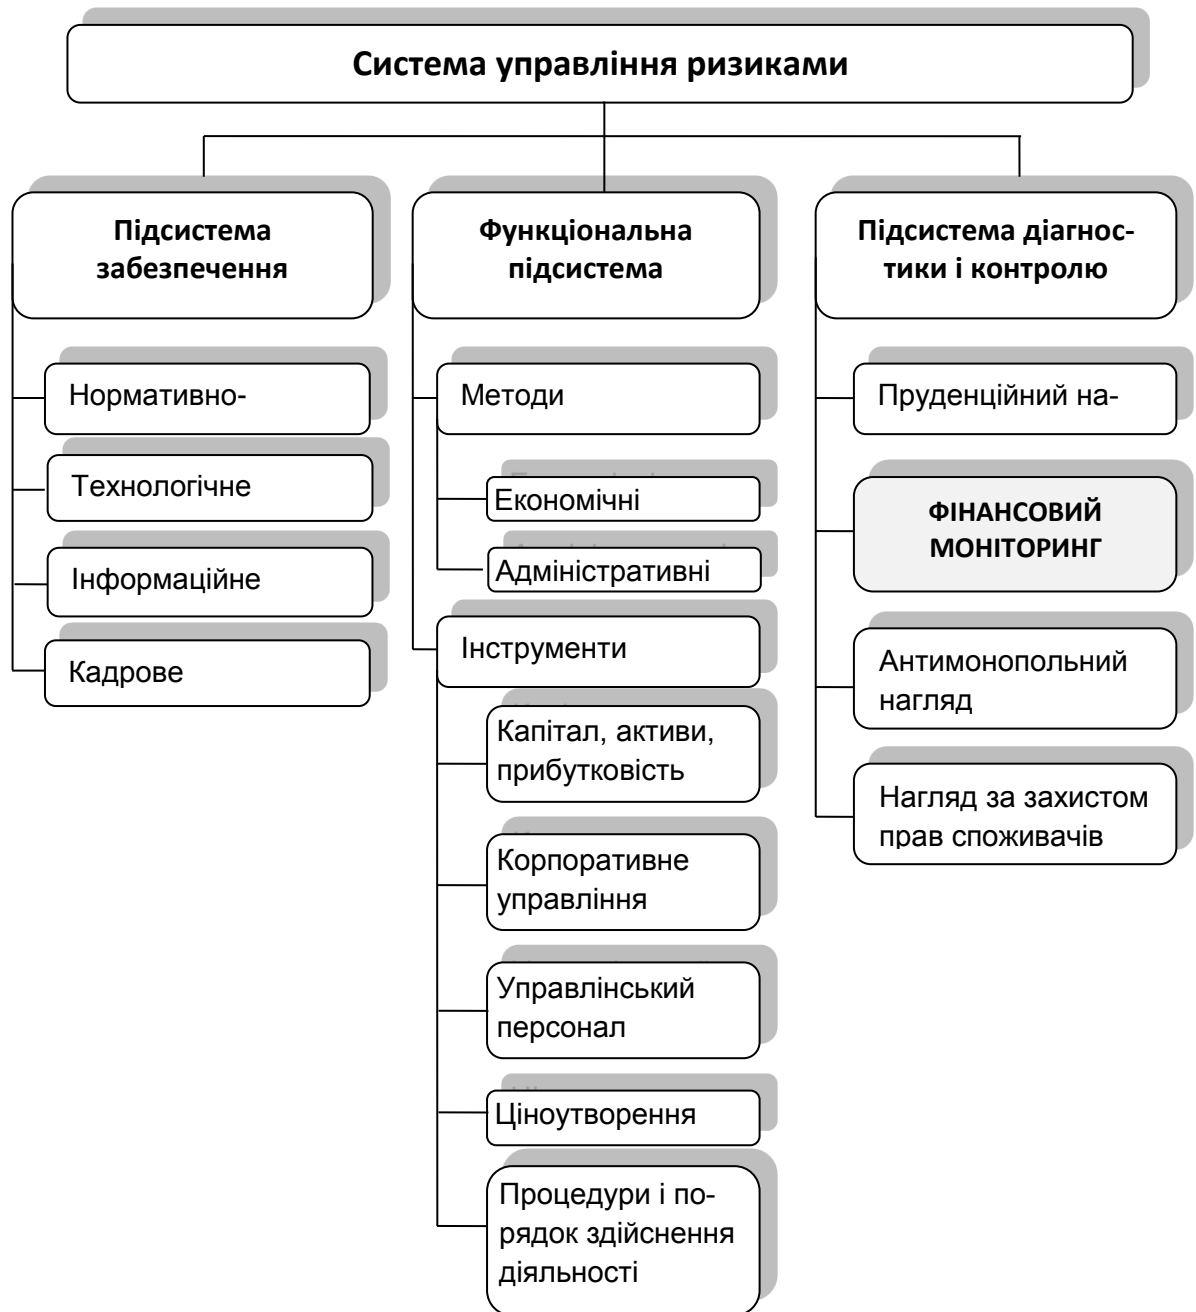 Система управління ризиками
Підсистема
забезпечення
Нормативно-
Технологічне
Інформаційне
Кадрове
Функціональна
підсистема
Методи
Економічні
Адміністративні
Інструменти
Капітал, активи,
прибутковість
Корпоративне
управління
Управлінський
персонал
Ціноутворення
Процедури і по-
рядок здійснення
діяльності
Підсистема діагнос-
тики і контролю
Пруденційний на-
ФІНАНСОВИЙ
МОНІТОРИНГ
Антимонопольний
нагляд
Нагляд за захистом
прав споживачів